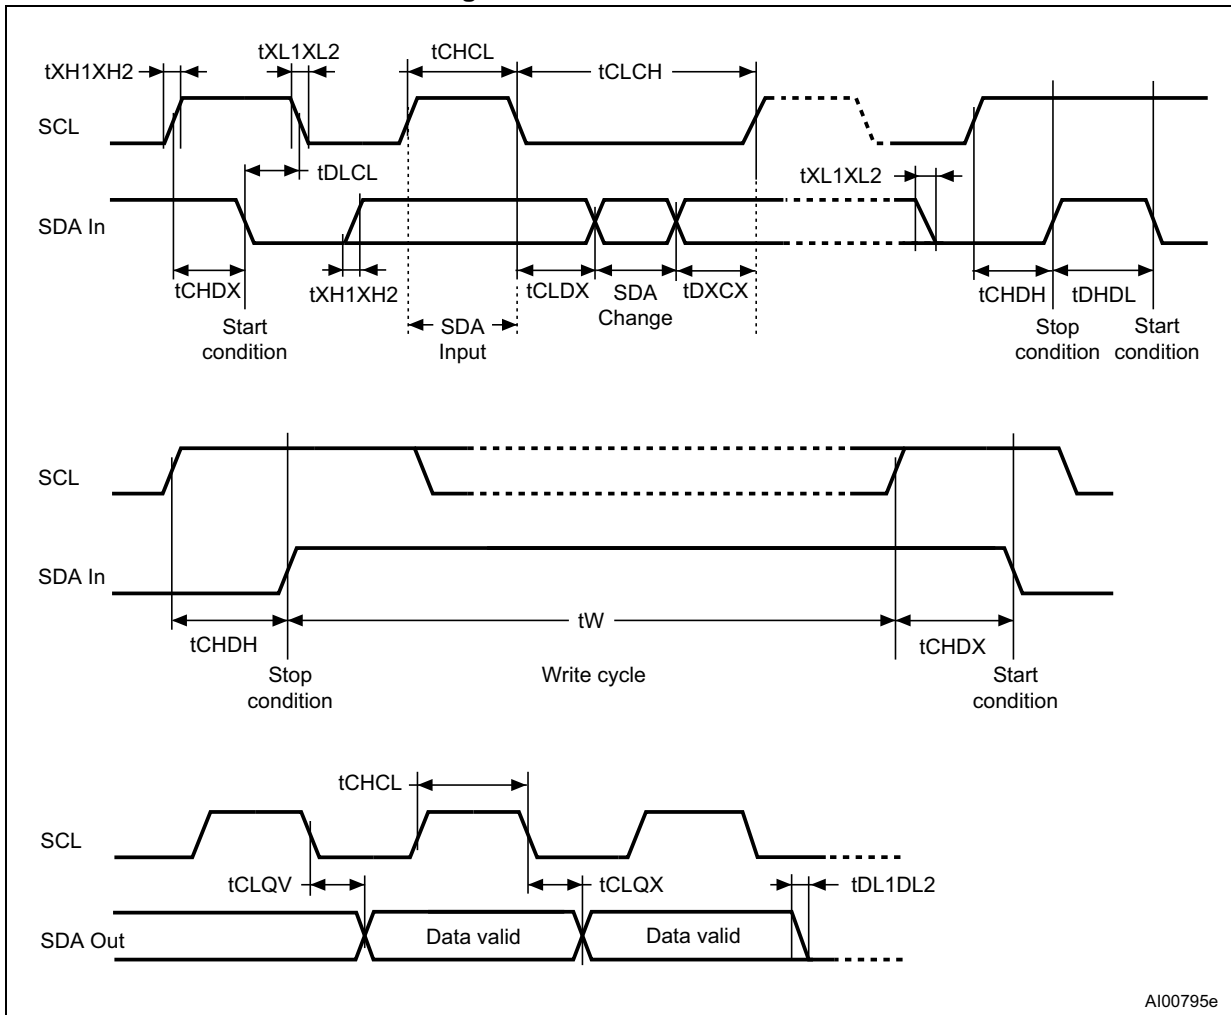 tXH1XH2
tXL1XL2
tCHCL
tCLCH
SCL
tDLCL
tXL1XL2
SDA In
tCHDX
tXH1XH2
tCLDX
SDA
Change
tDXCX
tCHDH
tDHDL
Start
condition
SDA
Input
Stop
condition
Start
condition
SCL
SDA In
tCHDH
tW
tCHDX
Stop
condition
Write cycle
Start
condition
tCHCL
SCL
tCLQV
tCLQX
tDL1DL2
SDA Out
Data valid
Data valid
AI00795e